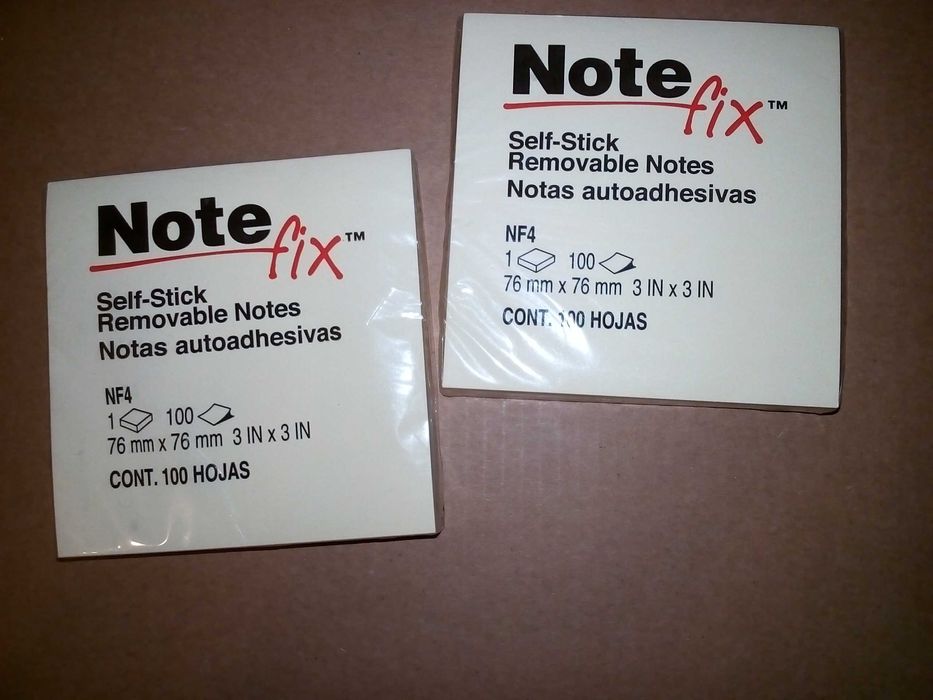 Note fix™
Self-Stick
Removable Notes
Notas autoadhesivas
NF4
1 100
76 mm x 76 mm 3 IN x 3 IN
CONT. 100 HOJAS
Note fix™
Self-Stick
Removable Notes
Notas autoadhesivas
NF4
1 100
76 mm x 76 mm 3 IN x 3 IN
CONT. 100 HOJAS